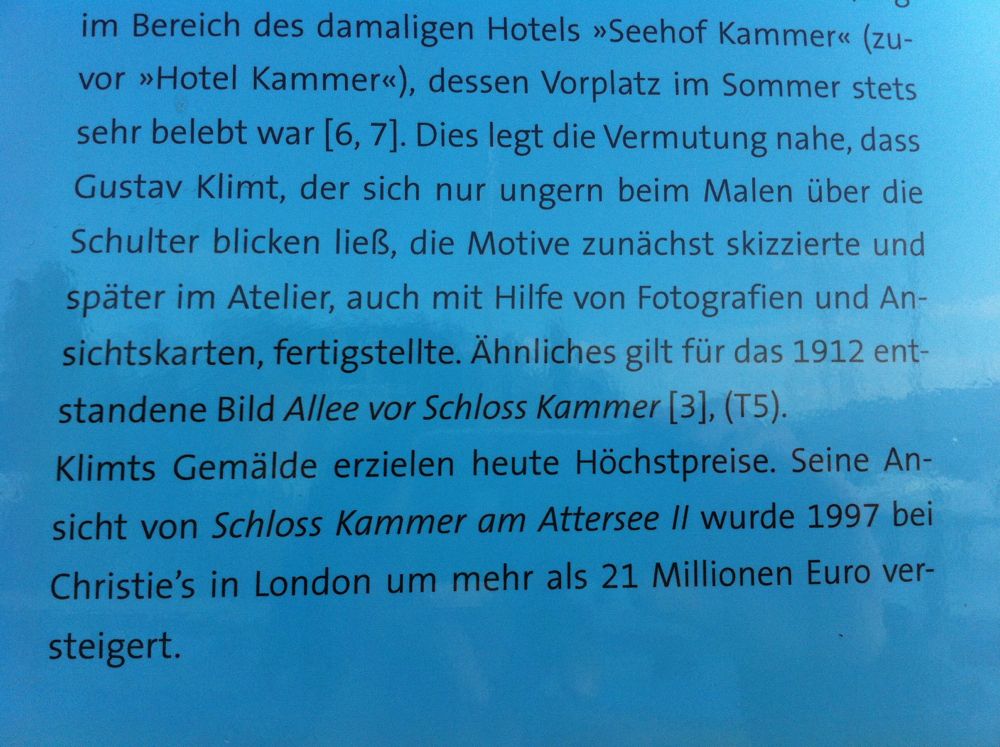 im Bereich des damaligen Hotels »Seehof Kammer« (zu-
vor »Hotel Kammer«), dessen Vorplatz im Sommer stets
sehr belebt war [6, 7]. Dies legt die Vermutung nahe, dass
Gustav Klimt, der sich nur ungern beim Malen über die
Schulter blicken ließ, die Motive zunächst skizzierte und
später im Atelier, auch mit Hilfe von Fotografien und An-
sichtskarten, fertigstellte. Ähnliches gilt für das 1912 ent-
standene Bild Allee vor Schloss Kammer [3], (T5).
Klimts Gemälde erzielen heute Höchstpreise. Seine An-
sicht von Schloss Kammer am Attersee II wurde 1997 bei
Christie's in London um mehr als 21 Millionen Euro ver-
steigert.